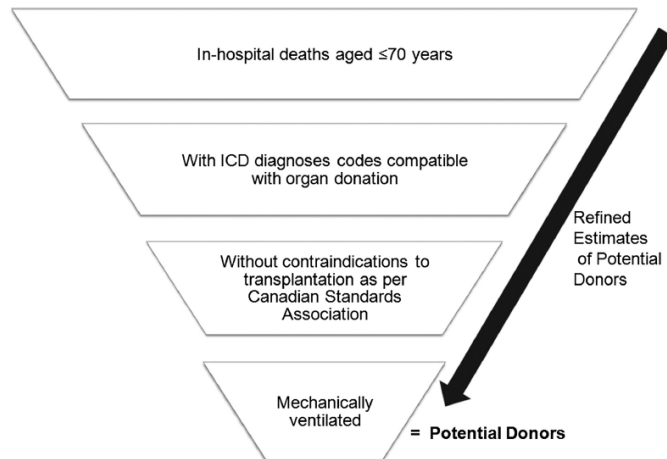 In-hospital deaths aged ≤70 years
With ICD diagnoses codes compatible
with organ donation
Without contraindications to
transplantation as per
Canadian Standards
Association
Mechanically
ventilated
Refined
Estimates
of Potential
Donors
= Potential Donors